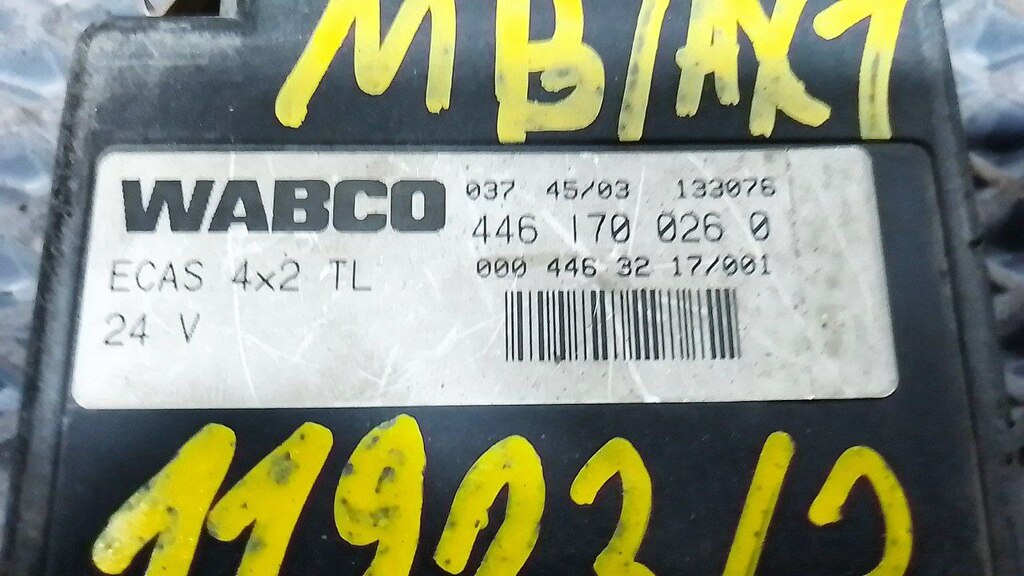 MB/AR1
WABCO
037 45/03 133076
446 170 026 0
ECAS 4x2 TL
000 446 32 17/001
24 V